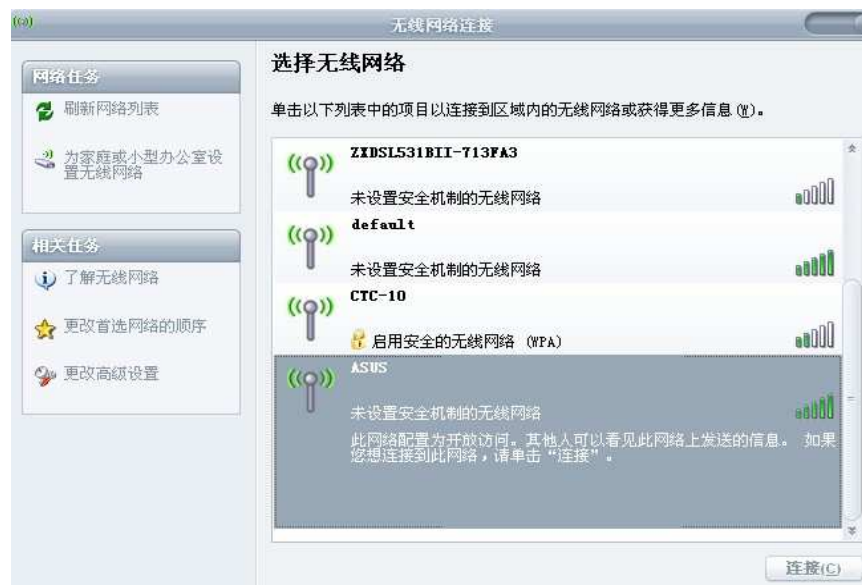 无线网络连接
网络任务
刷新网络列表
为家庭或小型办公室设
置无线网络
相关任务
了解无线网络
更改首选网络的顺序
更改高级设置
选择无线网络
单击以下列表中的项目以连接到区域内的无线网络或获得更多信息(W)。
ZXDSL531BII-713FA3
未设置安全机制的无线网络
default
未设置安全机制的无线网络
CTC-10
启用安全的无线网络 (WPA)
ASUS
未设置安全机制的无线网络
此网络配置为开放访问。其他人可以看见此网络上发送的信息。 如果
您想连接到此网络，请单击“连接”。
连接(C)